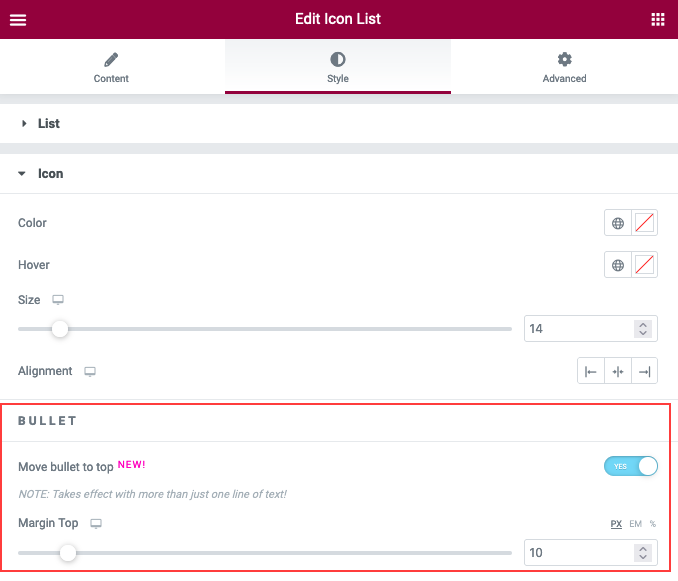 Edit Icon List
Content Style Advanced
List
Icon
Color
Hover
Size
14
Alignment
BULLET
Move bullet to top NEW!
YES
NOTE: Takes effect with more than just one line of text!
Margin Top PX EM %
10